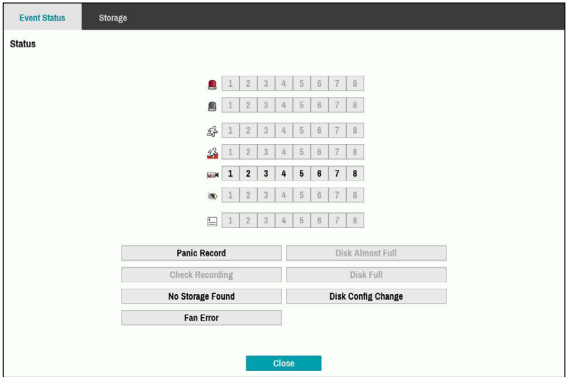 Event Status Storage
Status
1 2 3 4 5 6 7 8
1 2 3 4 5 6 7 8
1 2 3 4 5 6 7 8
1 2 3 4 5 6 7 8
1 2 3 4 5 6 7 8
1 2 3 4 5 6 7 8
1 2 3 4 5 6 7 8
Panic Record Disk Almost Full
Check Recording Disk Full
No Storage Found Disk Config Change
Fan Error
Close